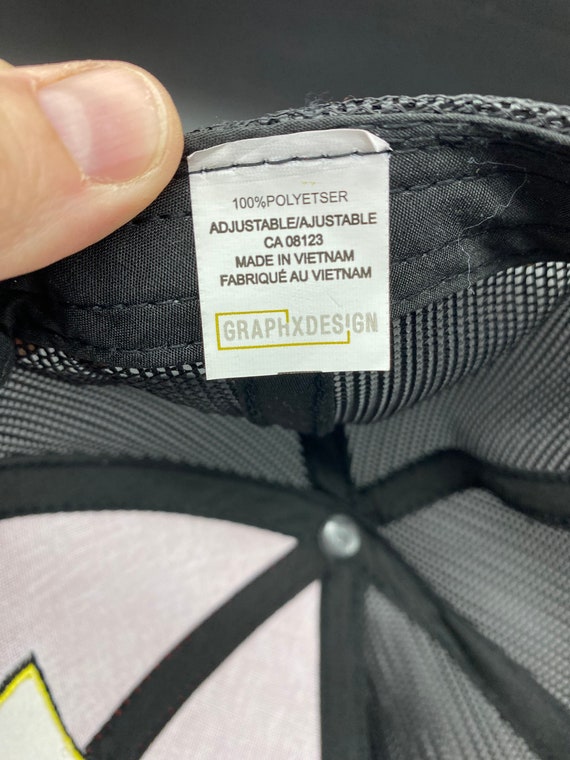 100%POLYETSER
ADJUSTABLE/AJUSTABLE
CA 08123
MADE IN VIETNAM
FABRIQUÉ AU VIETNAM
GRAPHXDESIGN